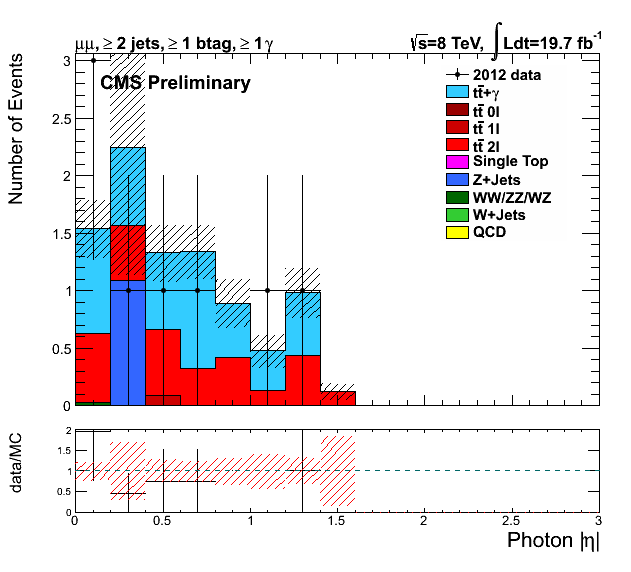 μμ, ≥ 2 jets, ≥ 1 btag, ≥ 1 γ
√s=8 TeV, ∫ Ldt=19.7 fb⁻¹
CMS Preliminary
Number of Events
3
2.5
2
1.5
1
0.5
0
2012 data
tt̄+γ
tt̄ 0l
tt̄ 1l
tt̄ 2l
Single Top
Z+Jets
WW/ZZ/WZ
W+Jets
QCD
data/MC
2
1.5
1
0.5
0
0 0.5 1 1.5 2 2.5 3
Photon |η|